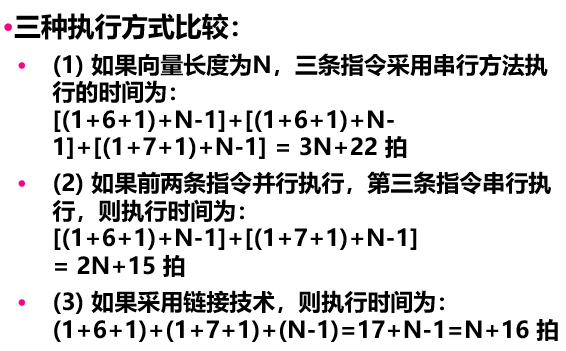 •三种执行方式比较：
• (1) 如果向量长度为N，三条指令采用串行方法执
行的时间为：
[(1+6+1)+N-1]+[(1+6+1)+N-
1]+[(1+7+1)+N-1] = 3N+22 拍
• (2) 如果前两条指令并行执行，第三条指令串行执
行，则执行时间为：
[(1+6+1)+N-1]+[(1+7+1)+N-1]
= 2N+15 拍
• (3) 如果采用链接技术，则执行时间为：
(1+6+1)+(1+7+1)+(N-1)=17+N-1=N+16 拍